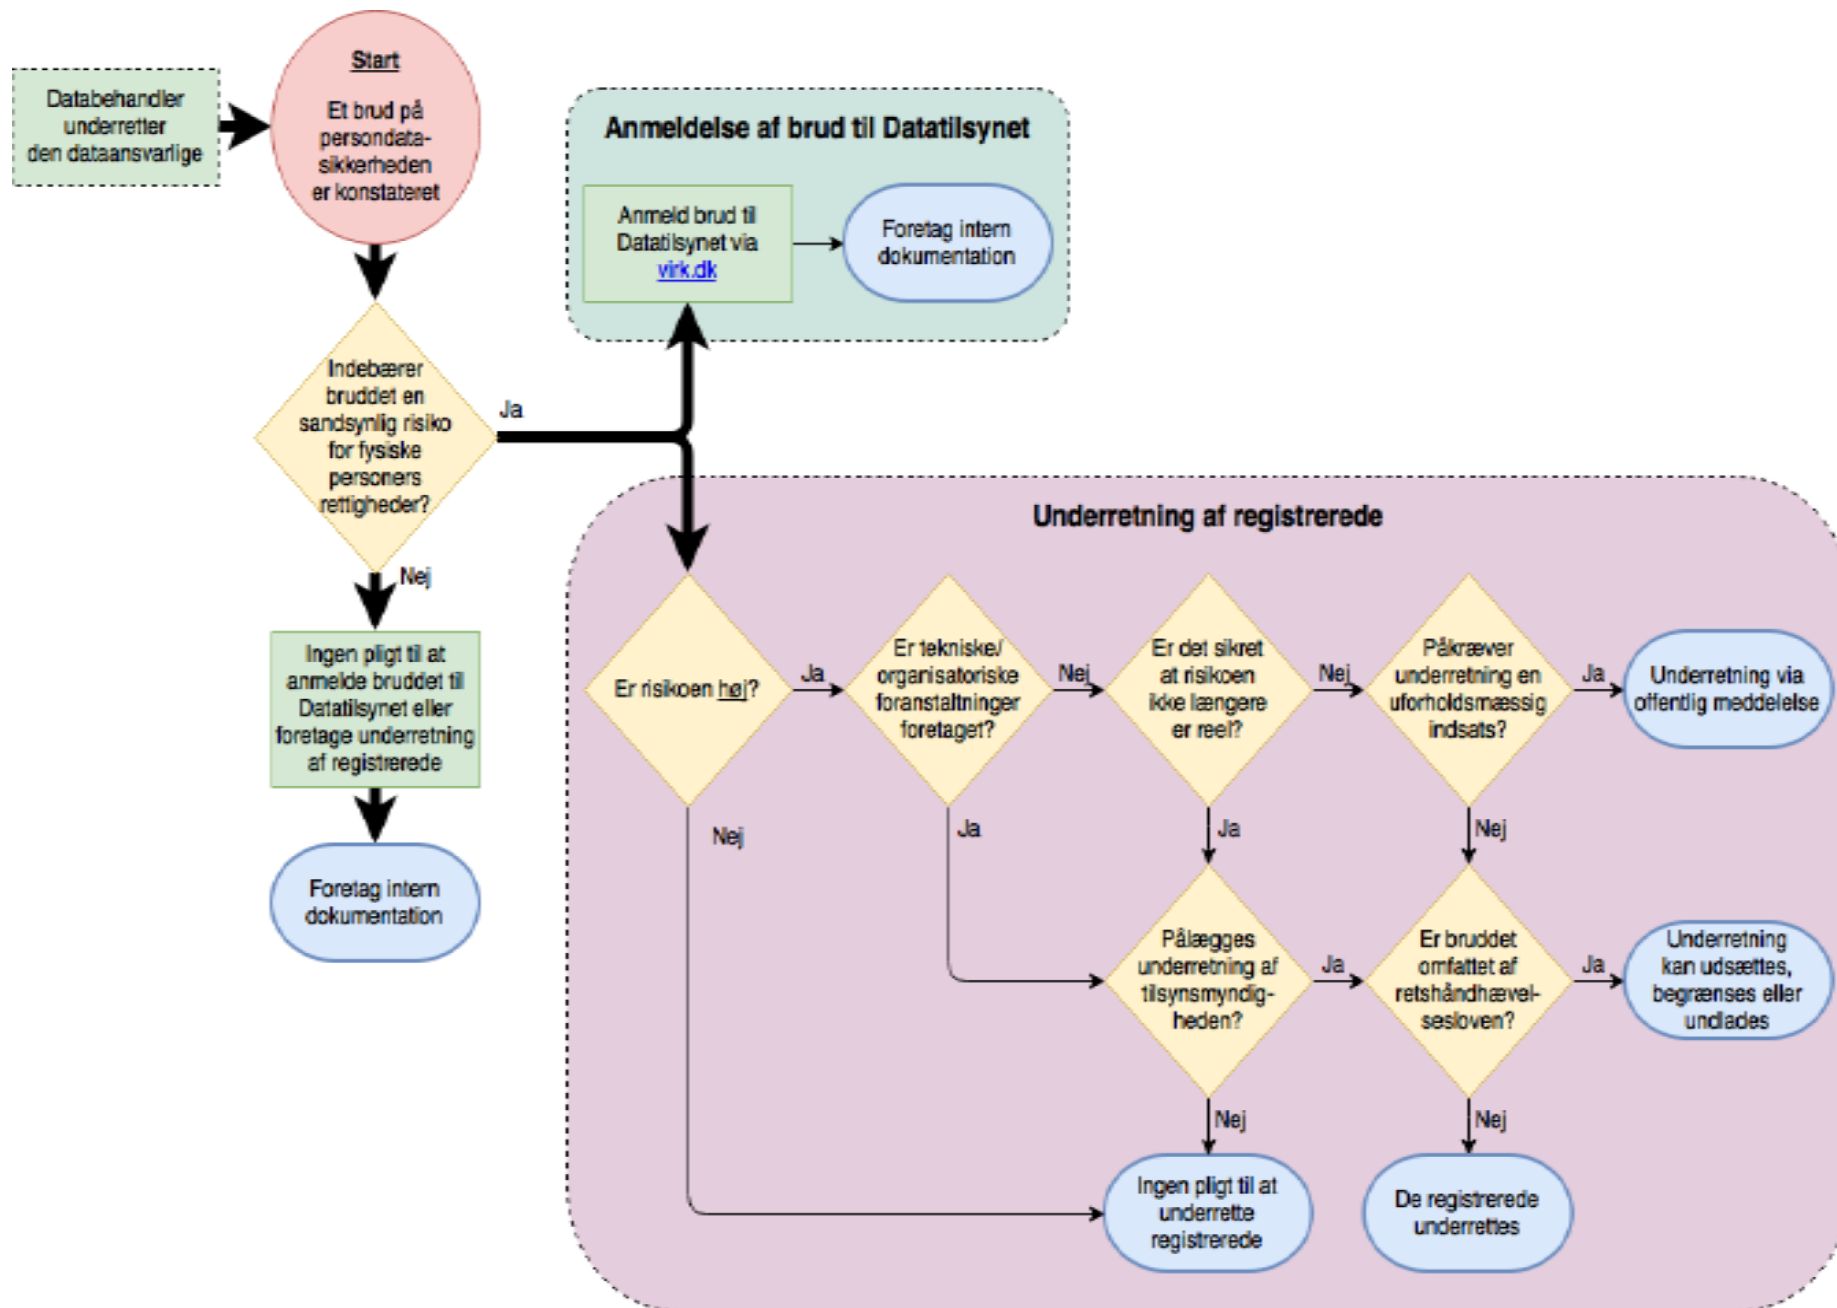 Databehandler
underretter
den dataansvarlige
Start
Et brud på
persondata-
sikkerheden
er konstateret
Anmeldelse af brud til Datatilsynet
Anmeld brud til
Datatilsynet via
virk.dk
Foretag intern
dokumentation
Indebærer
bruddet en
sandsynlig risiko
for fysiske
personers
rettigheder?
Ja
Nej
Ingen pligt til at
anmelde bruddet til
Datatilsynet eller
foretage underretning
af registrerede
Foretag intern
dokumentation
Underretning af registrerede
Er risikoen høj?
Ja
Er tekniske/
organisatoriske
foranstaltninger
foretaget?
Nej
Er det sikret
at risikoen
ikke længere
er reel?
Nej
Påkræver
underretning en
uforholdsmæssig
indsats?
Ja
Underretning via
offentlig meddelelse
Nej
Ja
Ja
Nej
Pålægges
underretning af
tilsynsmyndig-
heden?
Ja
Er bruddet
omfattet af
retshåndhævel-
sesloven?
Ja
Underretning
kan udsættes,
begrænses eller
undlades
Nej
Nej
Ingen pligt til at
underrette
registrerede
De registrerede
underrettes